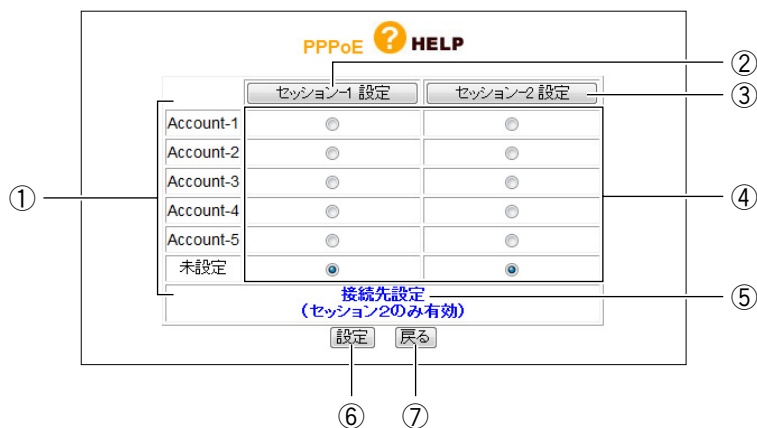 PPPoE ? HELP
②
セッション-1 設定 セッション-2 設定
③
Account-1
Account-2
Account-3
① ④
Account-4
Account-5
未設定
接続先設定
⑤
(セッション2のみ有効)
設定 戻る
⑥ ⑦